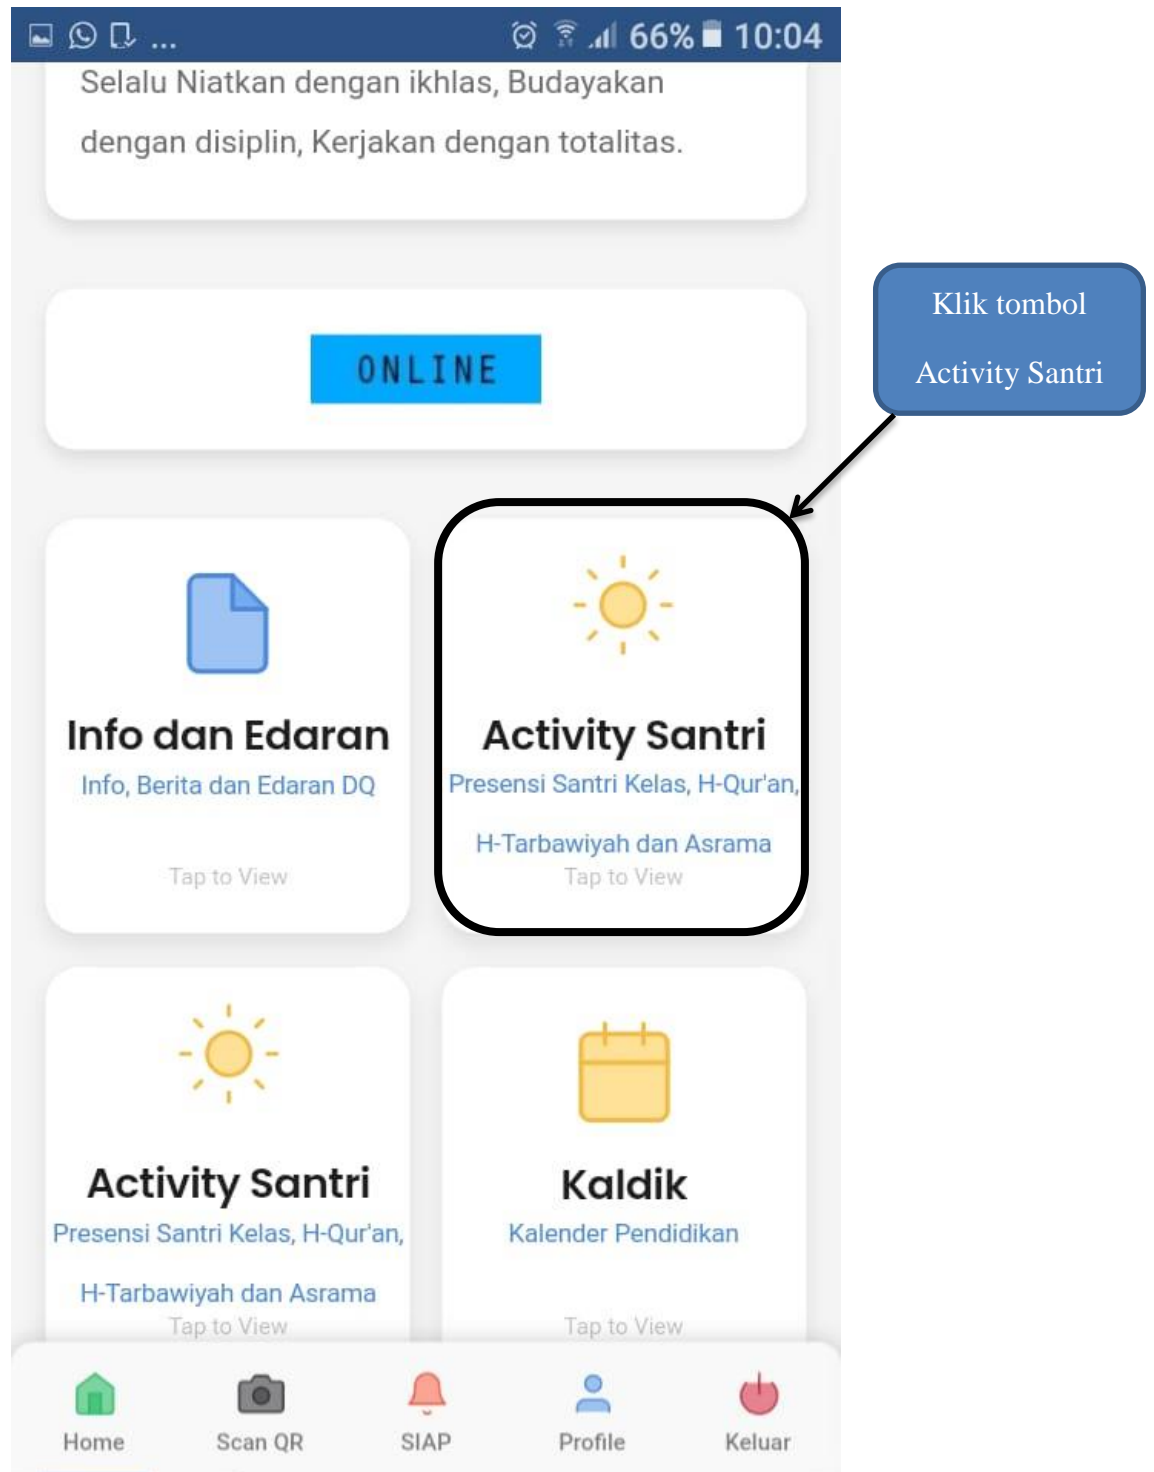 ... 66% 10:04
Selalu Niatkan dengan ikhlas, Budayakan
dengan disiplin, Kerjakan dengan totalitas.
Klik tombol
Activity Santri
ONLINE
Info dan Edaran
Info, Berita dan Edaran DQ
Tap to View
Activity Santri
Presensi Santri Kelas, H-Qur'an,
H-Tarbawiyah dan Asrama
Tap to View
Activity Santri
Presensi Santri Kelas, H-Qur'an,
H-Tarbawiyah dan Asrama
Tap to View
Kaldik
Kalender Pendidikan
Tap to View
Home
Scan QR
SIAP
Profile
Keluar